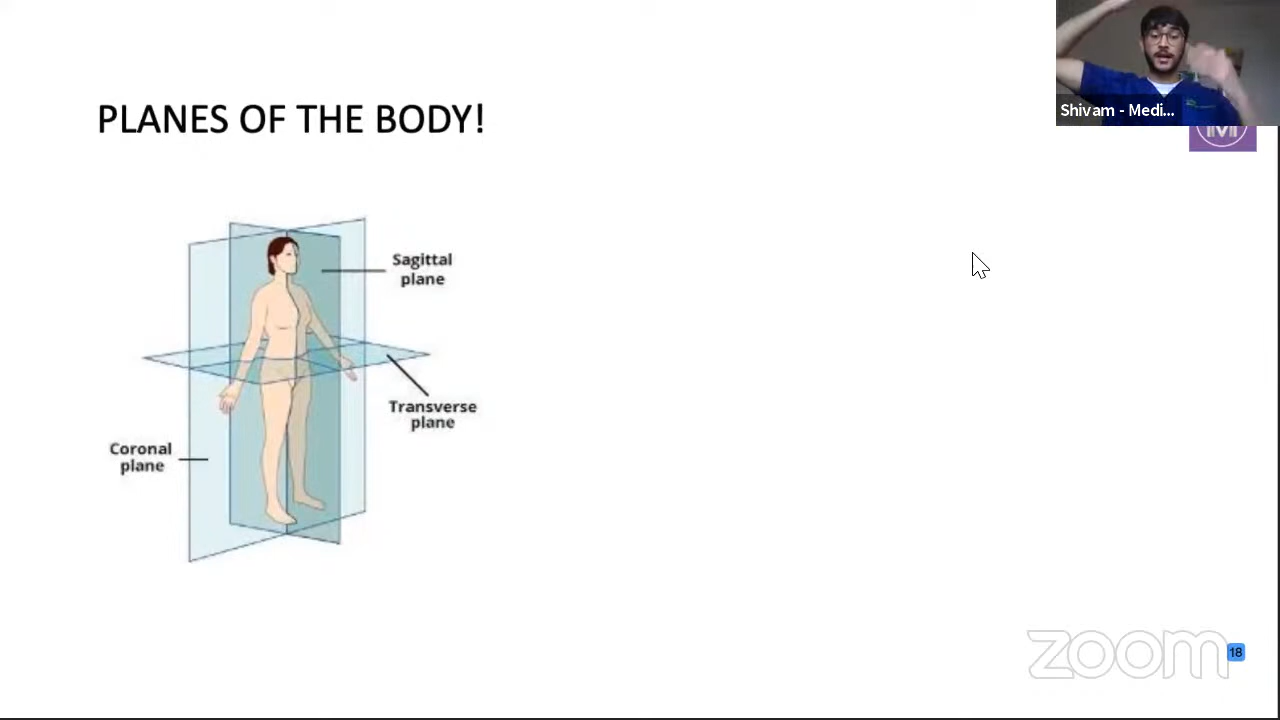 Shivam - Medi...
PLANES OF THE BODY!
Sagittal
plane
Transverse
plane
Coronal
plane
zoom
18